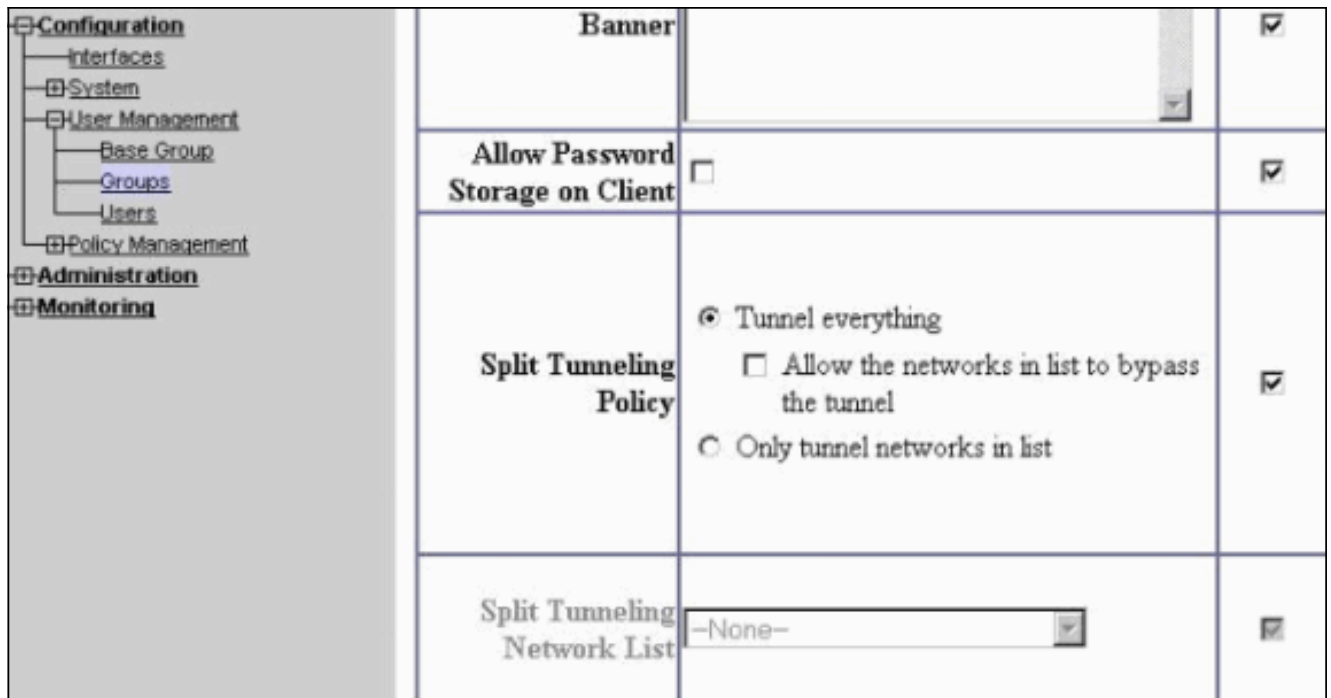 Configuration
Interfaces
System
User Management
Base Group
Groups
Users
Policy Management
Administration
Monitoring
Banner
Allow Password
Storage on Client
Split Tunneling
Policy
Tunnel everything
Allow the networks in list to bypass
the tunnel
Only tunnel networks in list
Split Tunneling
Network List
--None--